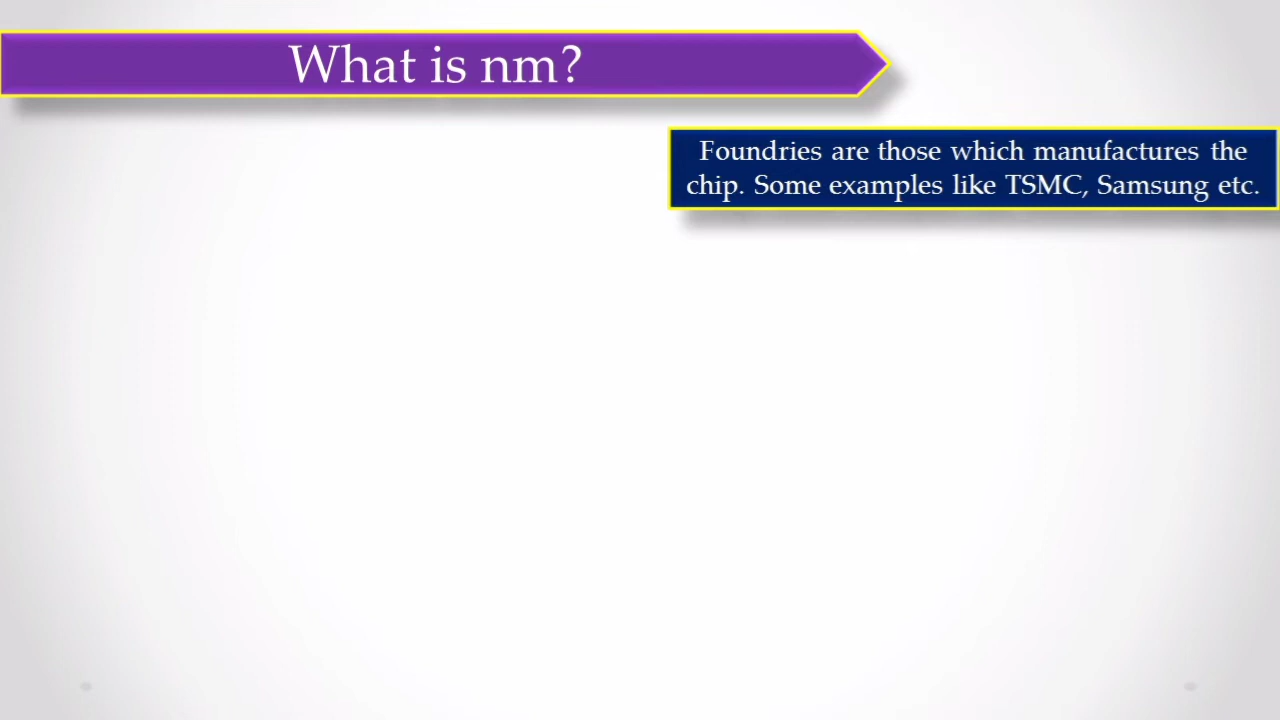 What is nm?
Foundries are those which manufactures the
chip. Some examples like TSMC, Samsung etc.